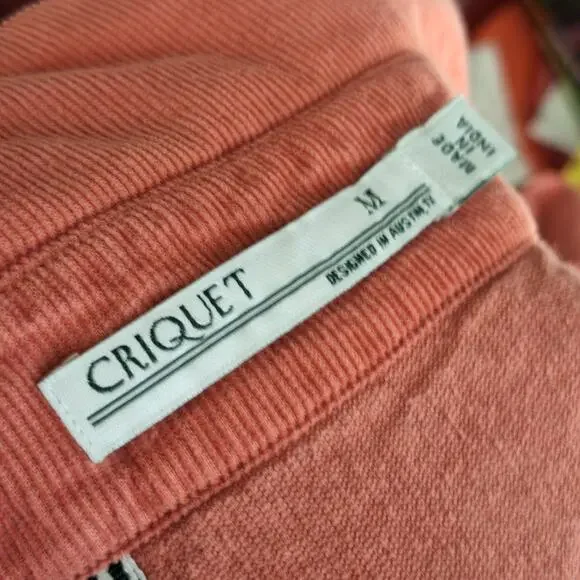 CRIQUET
M
DESIGNED IN AUSTIN, TX
MADE
IN
INDIA